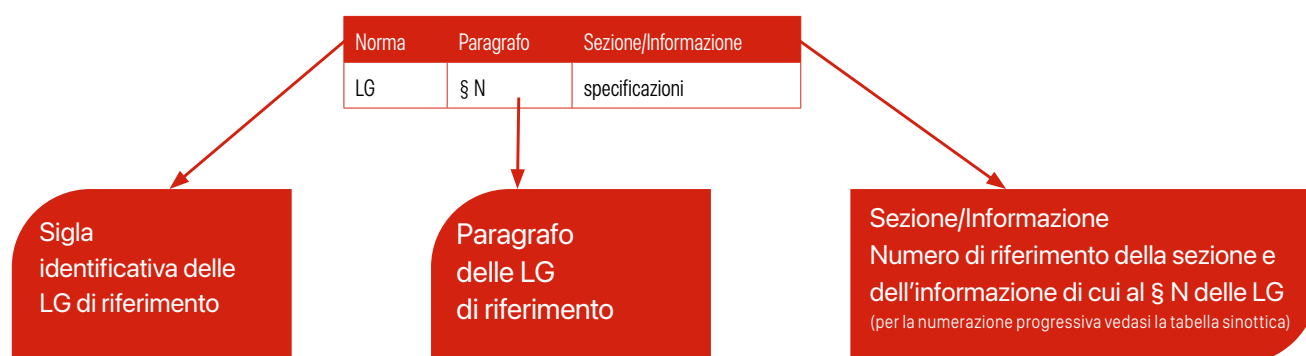 Norma Paragrafo Sezione/Informazione
LG § N specificazioni
Sigla
identificativa delle
LG di riferimento
Paragrafo
delle LG
di riferimento
Sezione/Informazione
Numero di riferimento della sezione e
dell'informazione di cui al § N delle LG
(per la numerazione progressiva vedasi la tabella sinottica)